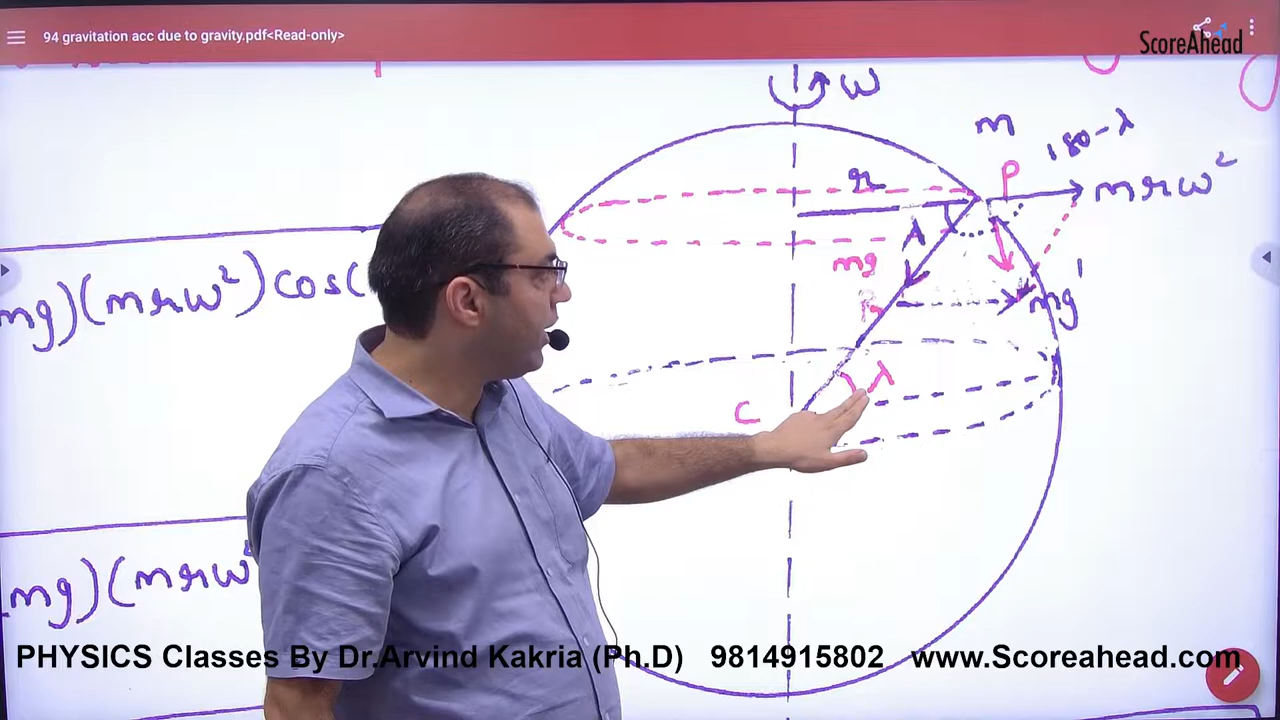 94 gravitation acc due to gravity.pdf<Read-only>
ScoreAhead
ω
m
180-λ
P
mrω²
r
λ
mg
mg'
R
λ
C
mg)(mrω²)cos(
mg)(mrω²
PHYSICS Classes By Dr.Arvind Kakria (Ph.D) 9814915802 www.Scoreahead.com